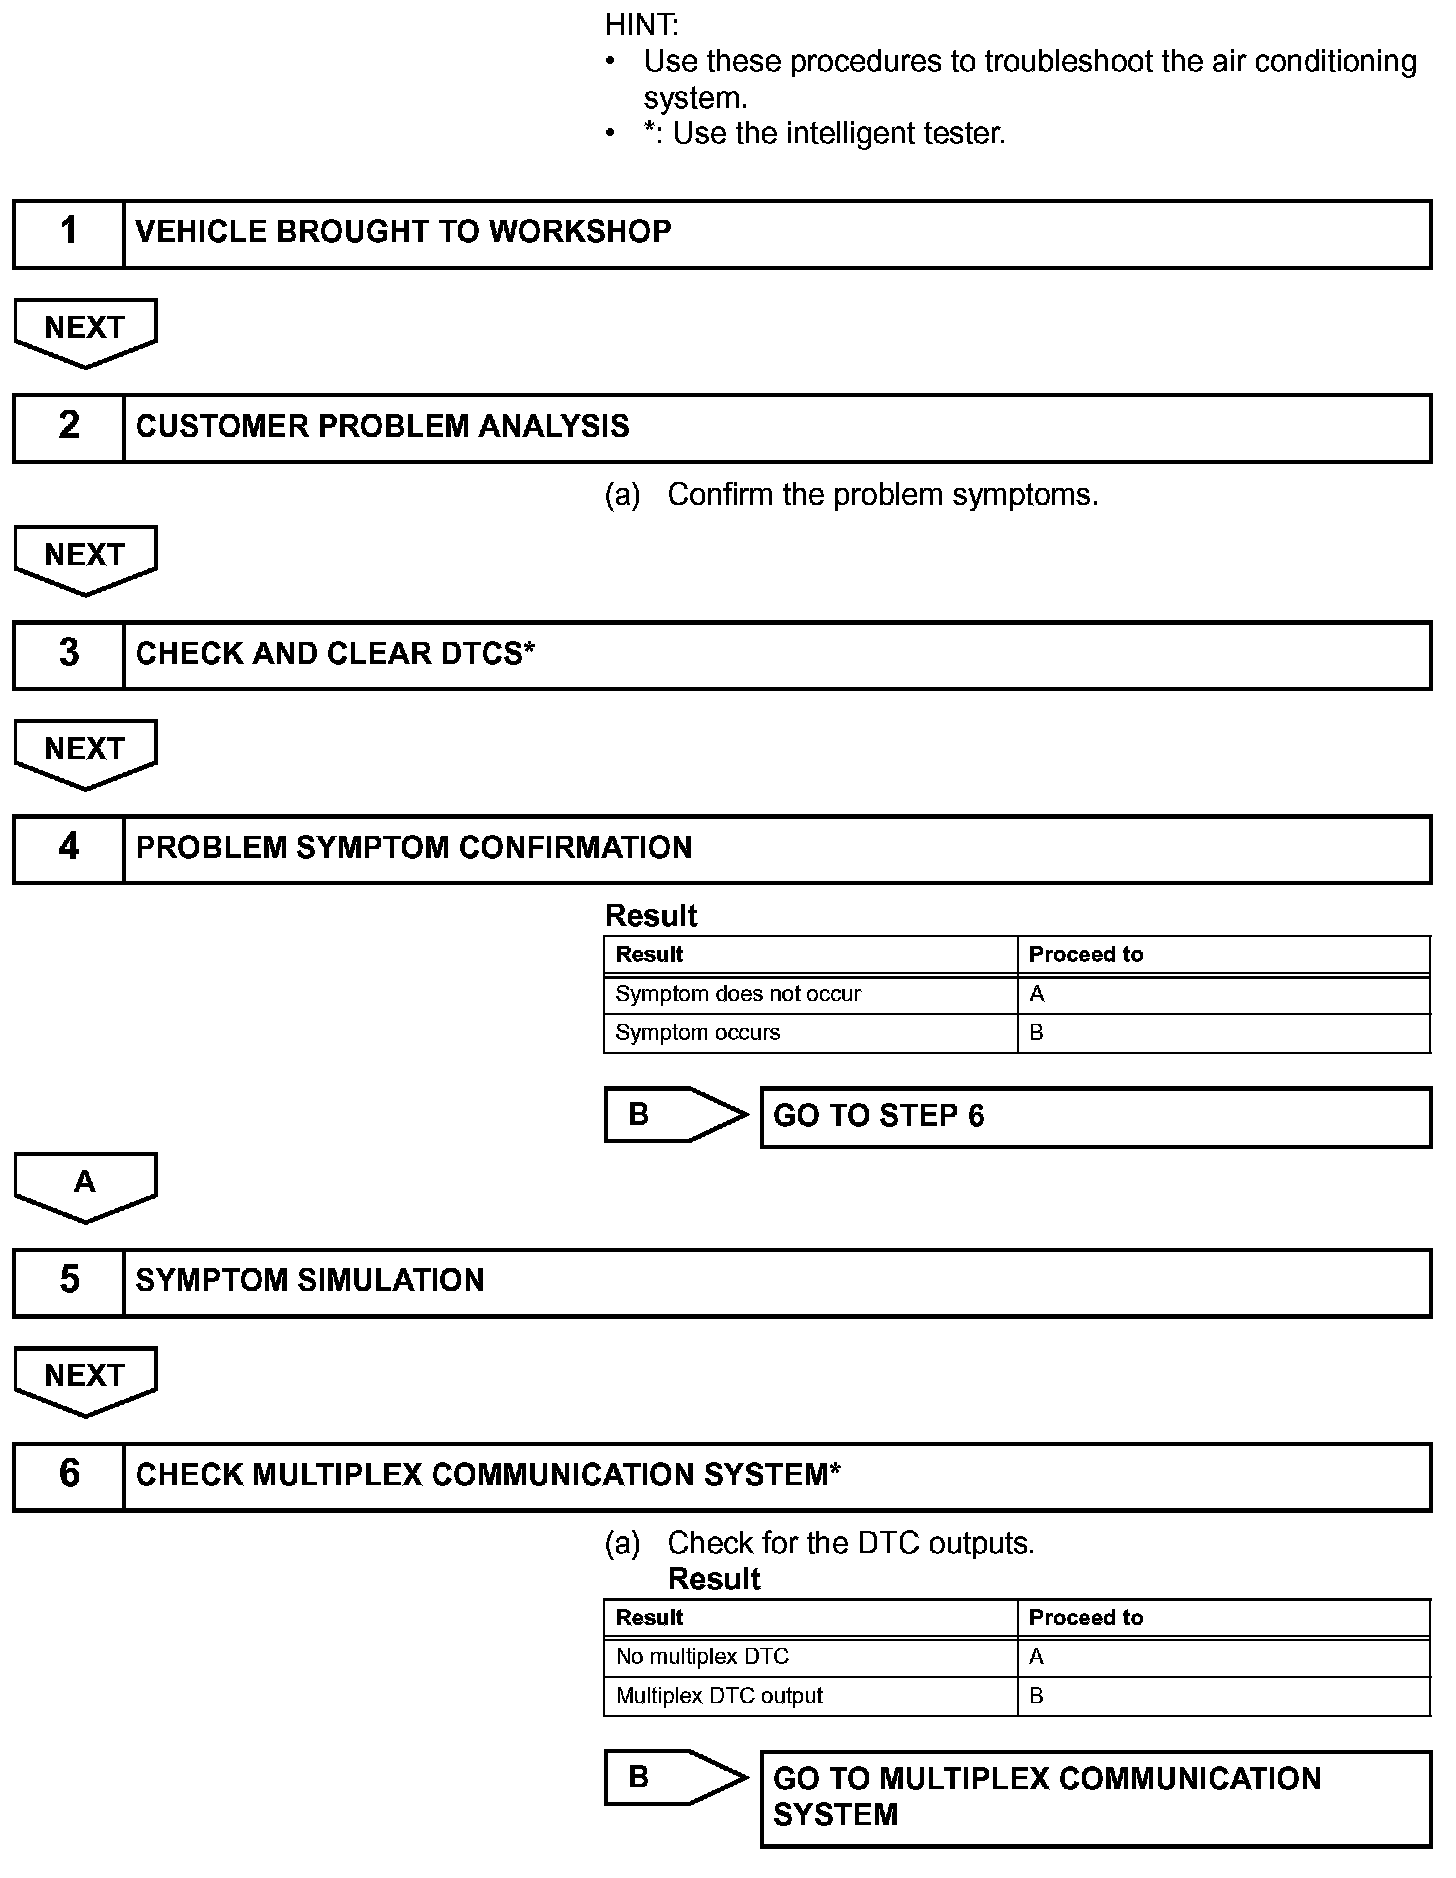 HINT:
• Use these procedures to troubleshoot the air conditioning
system.
• *: Use the intelligent tester.
1 VEHICLE BROUGHT TO WORKSHOP
NEXT
2 CUSTOMER PROBLEM ANALYSIS
(a) Confirm the problem symptoms.
NEXT
3 CHECK AND CLEAR DTCS*
NEXT
4 PROBLEM SYMPTOM CONFIRMATION
Result
Result Proceed to
Symptom does not occur A
Symptom occurs B
B GO TO STEP 6
A
5 SYMPTOM SIMULATION
NEXT
6 CHECK MULTIPLEX COMMUNICATION SYSTEM*
(a) Check for the DTC outputs.
Result
Result Proceed to
No multiplex DTC A
Multiplex DTC output B
B GO TO MULTIPLEX COMMUNICATION
SYSTEM